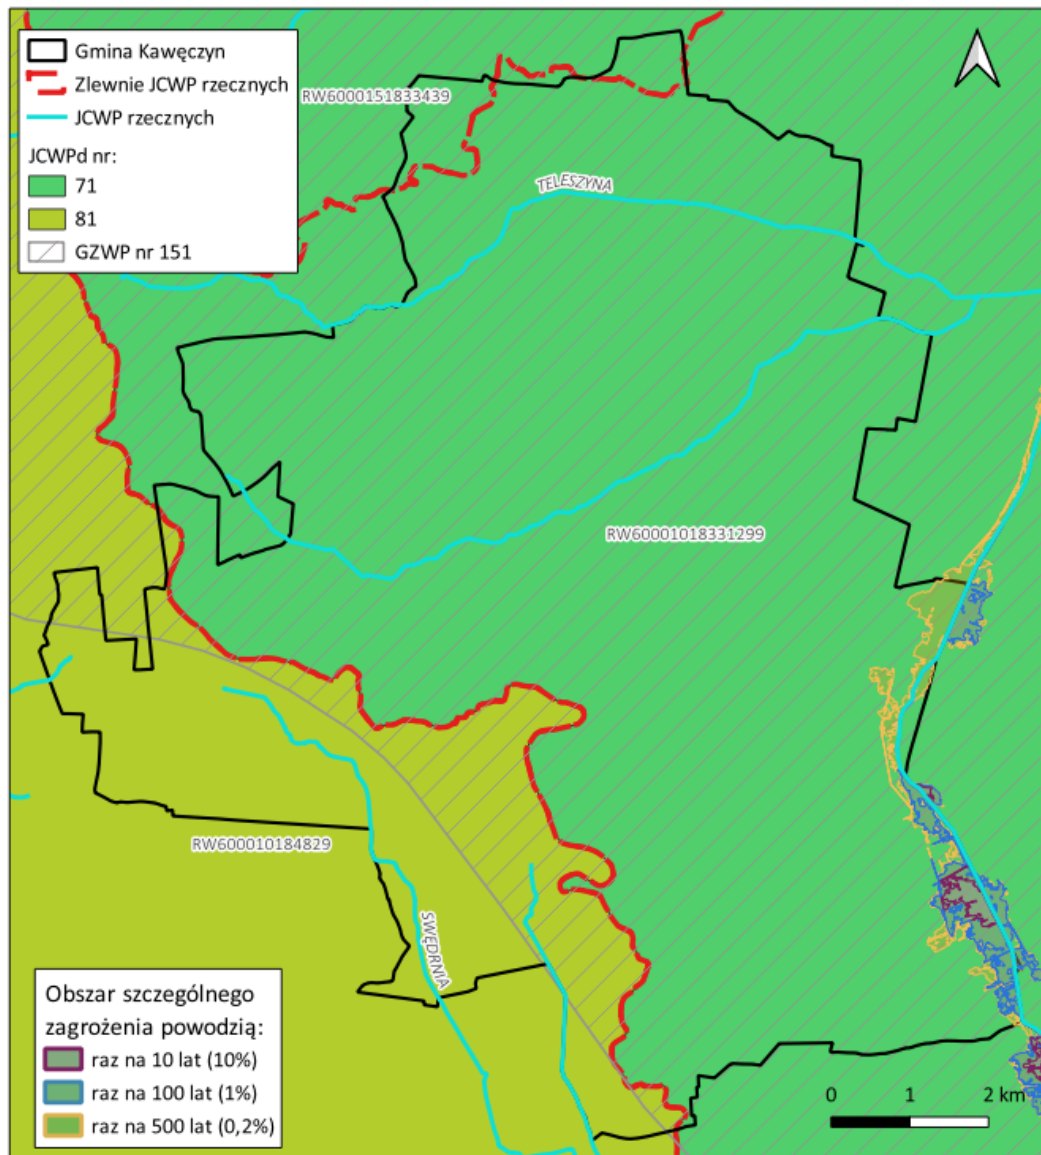 Gmina Kawęczyn
Zlewnie JCWP rzecznych
JCWP rzecznych
JCWPd nr:
71
81
GZWP nr 151
RW6000151833439
TELESZYNA
RW60001018331299
RW600010184829
SWĘDRNIA
Obszar szczególnego
zagrożenia powodzią:
raz na 10 lat (10%)
raz na 100 lat (1%)
raz na 500 lat (0,2%)
0 1 2 km